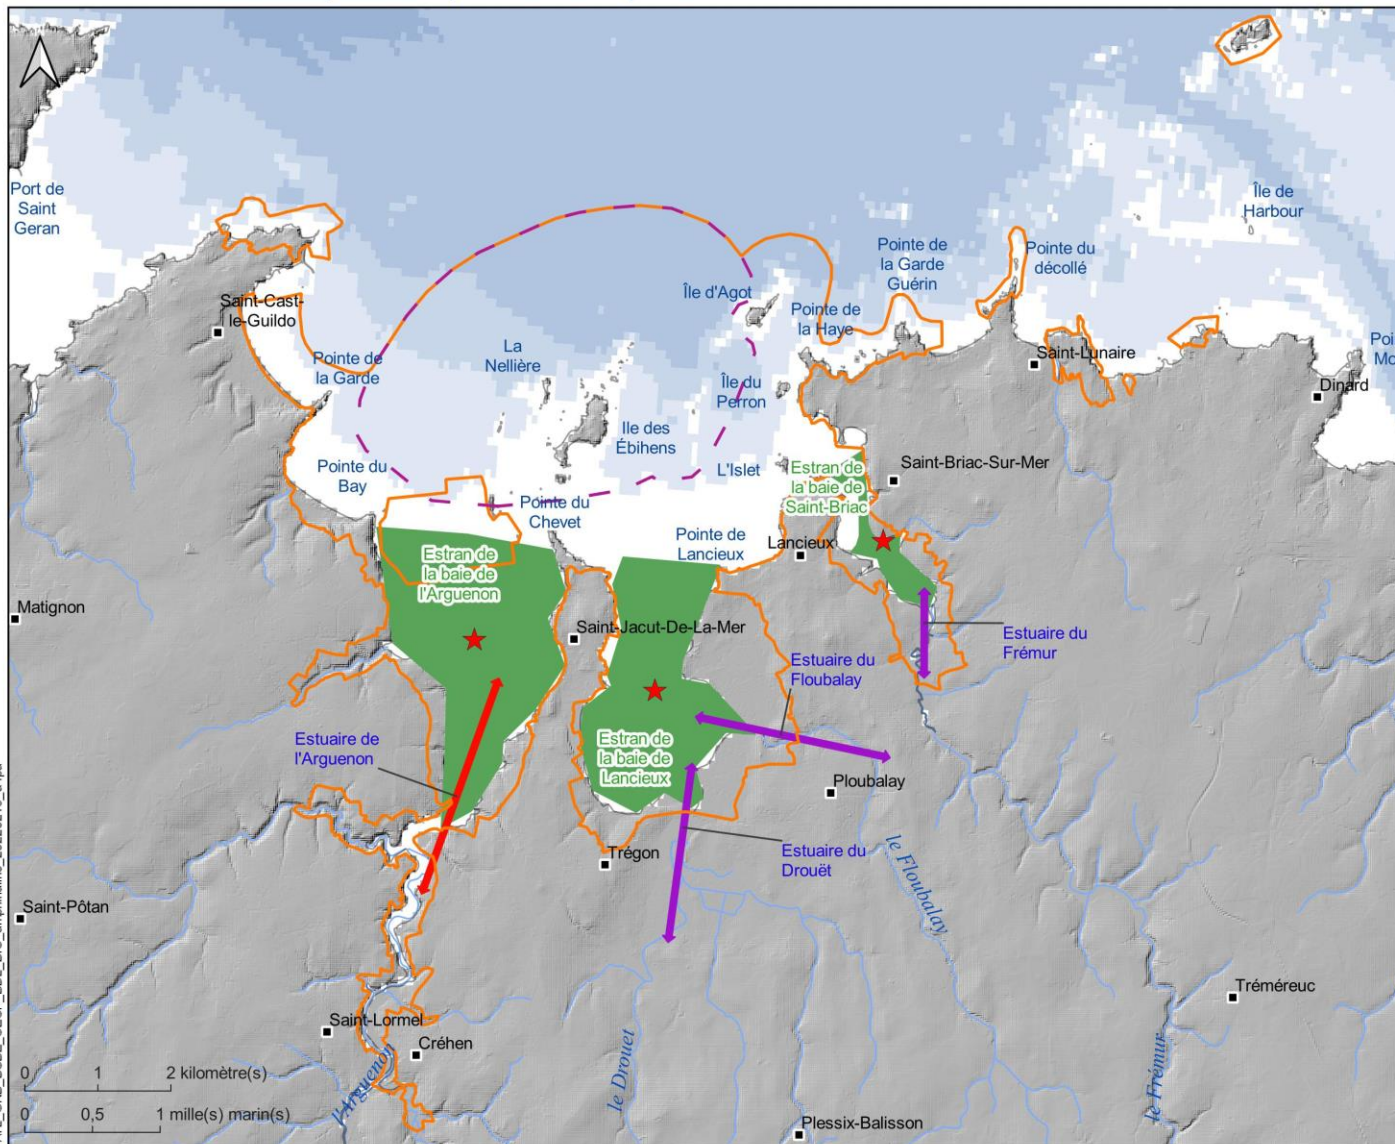 Port de
Saint
Geran
Île de
Harbour
Pointe de
la Garde
Guérin
Pointe du
décollé
Île d'Agot
Saint-Cast-
le-Guildo
Pointe de
la Haye
La
Nellière
Pointe de
la Garde
Saint-Lunaire
Île du
Perron
Dinard
Ile des
Ébihens
Pointe du
Bay
L'Islet
Estran de
la baie de
Saint-Briac
Saint-Briac-Sur-Mer
Pointe du
Chevet
Pointe de
Lancieux
Lancieux
Estran de
la baie de
l'Arguenon
Matignon
Saint-Jacut-De-La-Mer
Estuaire du
Frémur
Estuaire du
Floubalay
Estuaire de
l'Arguenon
Estran de
la baie de
Lancieux
Ploubalay
Estuaire du
Drouët
Trégon
le Floubalay
Saint-Pôtan
Tréméreuc
Saint-Lormel
Créhen
l'Arguenon
le Drouet
le Frémur
0 1 2 kilomètre(s)
0 0,5 1 mille(s) marin(s)
Plessix-Balisson